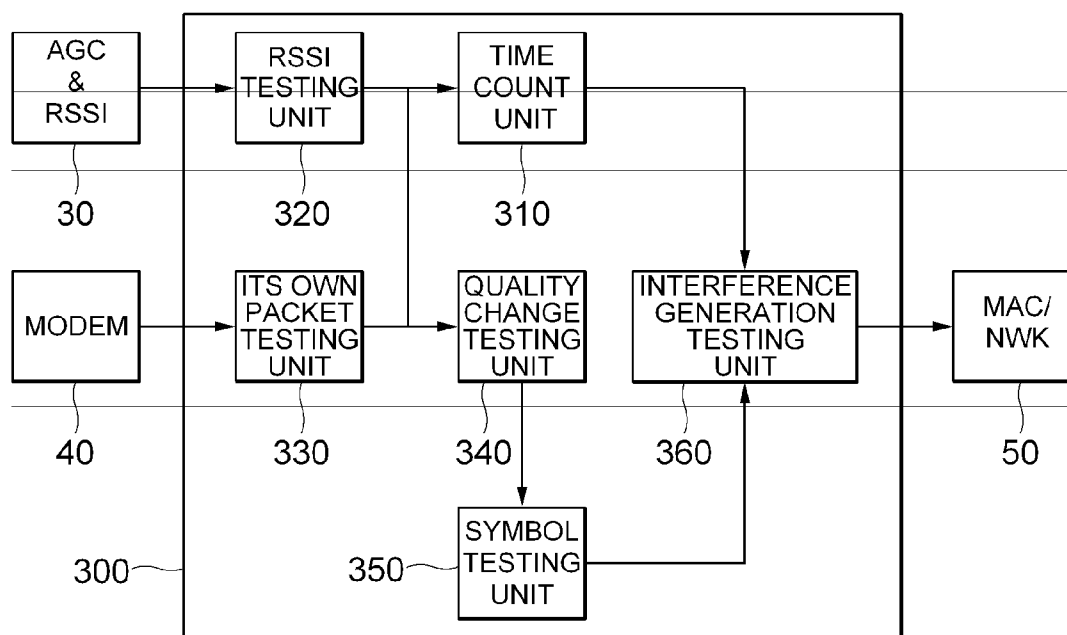 AGC
&
RSSI
30
RSSI
TESTING
UNIT
320
TIME
COUNT
UNIT
310
MODEM
40
ITS OWN
PACKET
TESTING
UNIT
330
QUALITY
CHANGE
TESTING
UNIT
340
INTERFERENCE
GENERATION
TESTING
UNIT
360
MAC/
NWK
50
300
350
SYMBOL
TESTING
UNIT